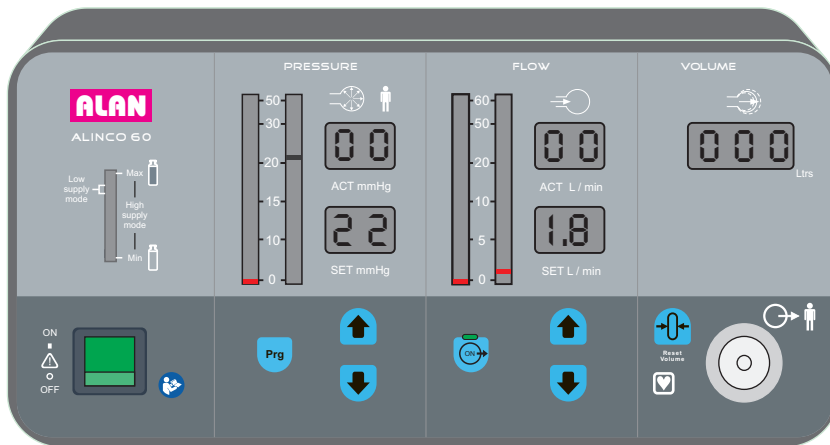 PRESSURE
FLOW
VOLUME
ALAN
ALINCO 60
Low
supply
mode
Max
High
supply
mode
Min
50
30
20
15
10
0
00
ACT mmHg
22
SET mmHg
60
50
20
10
5
0
00
ACT L / min
1.8
SET L / min
000
Ltrs
ON
OFF
Prg
ON
Reset
Volume